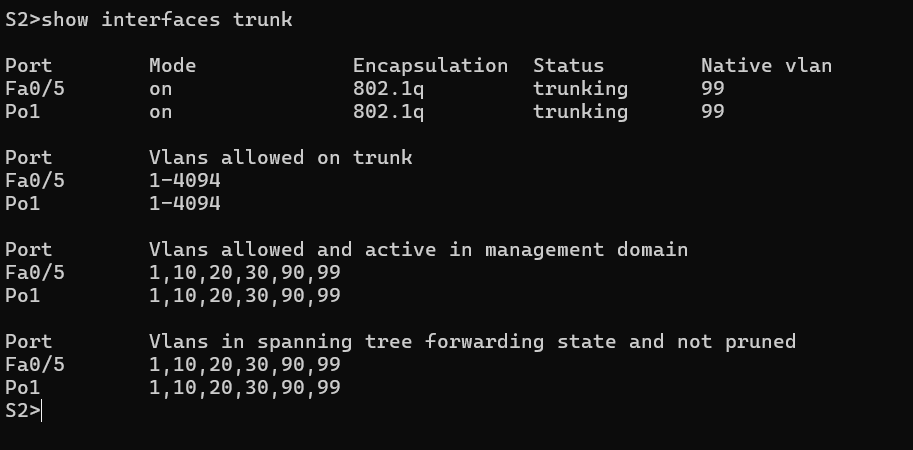 S2>show interfaces trunk
Port Mode Encapsulation Status Native vlan
Fa0/5 on 802.1q trunking 99
Po1 on 802.1q trunking 99
Port Vlans allowed on trunk
Fa0/5 1-4094
Po1 1-4094
Port Vlans allowed and active in management domain
Fa0/5 1,10,20,30,90,99
Po1 1,10,20,30,90,99
Port Vlans in spanning tree forwarding state and not pruned
Fa0/5 1,10,20,30,90,99
Po1 1,10,20,30,90,99
S2>